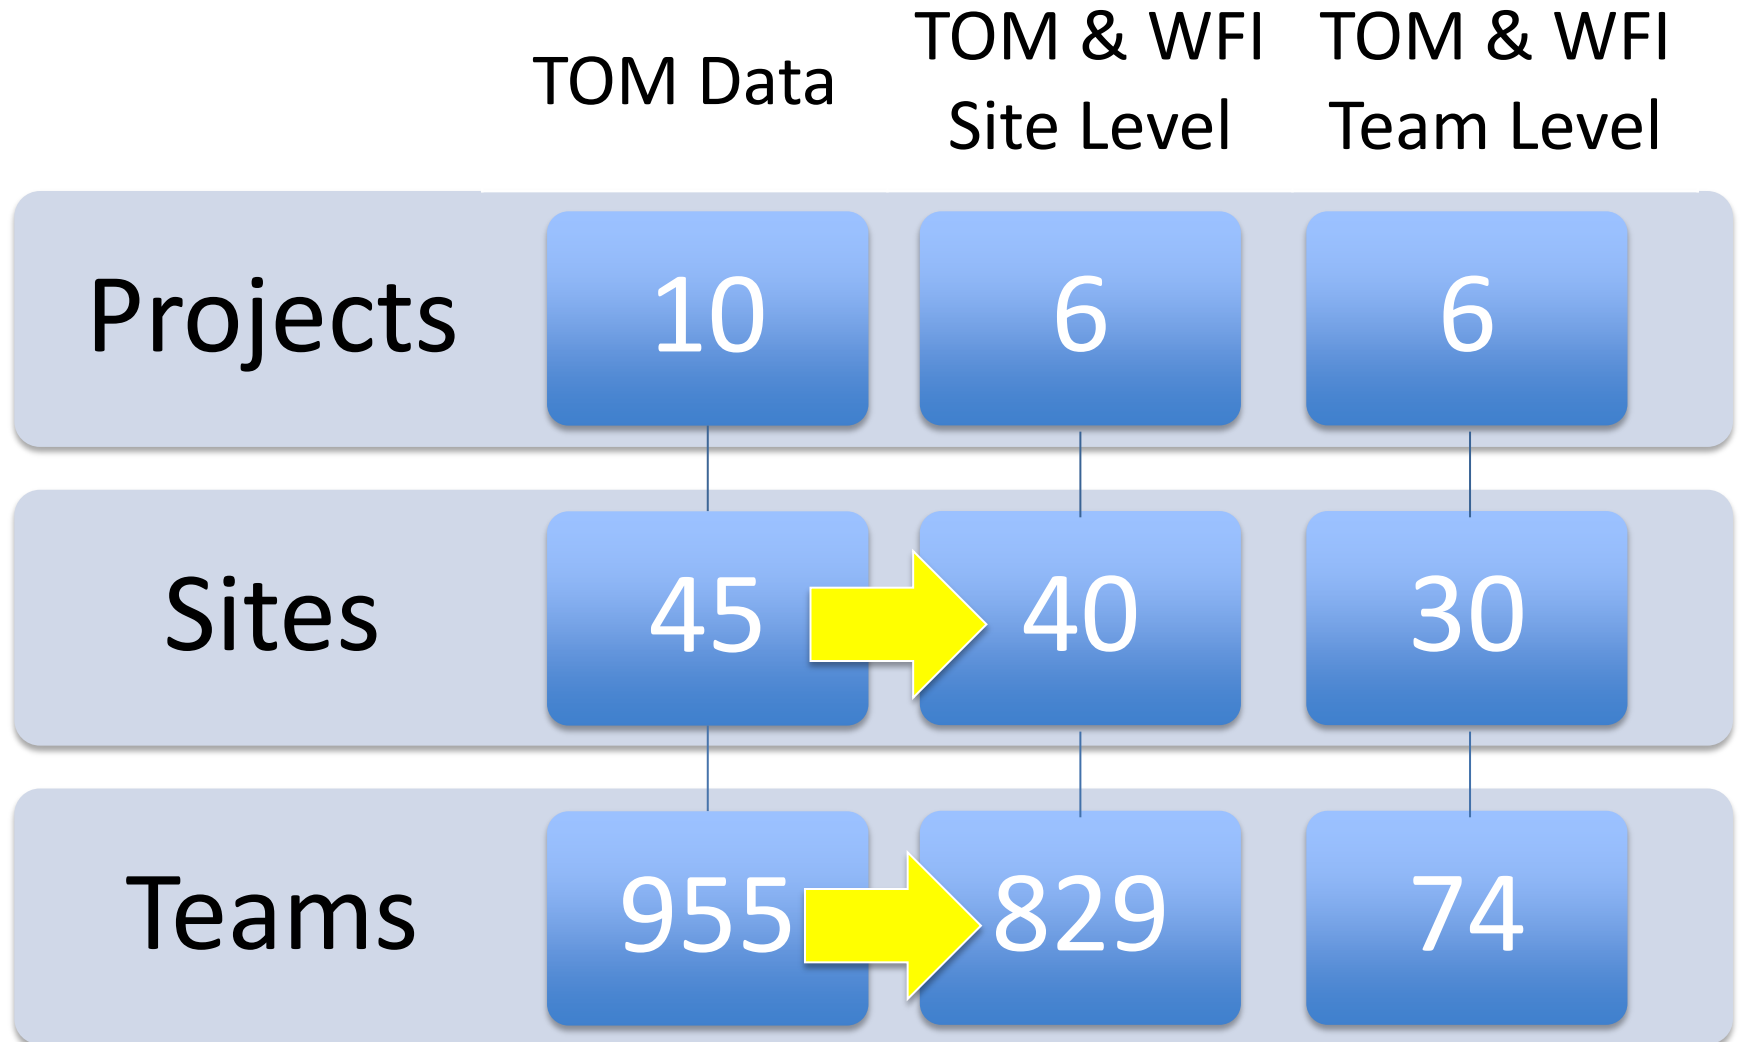 TOM Data
TOM & WFI
Site Level
TOM & WFI
Team Level
Projects
10
6
6
Sites
45
40
30
Teams
955
829
74